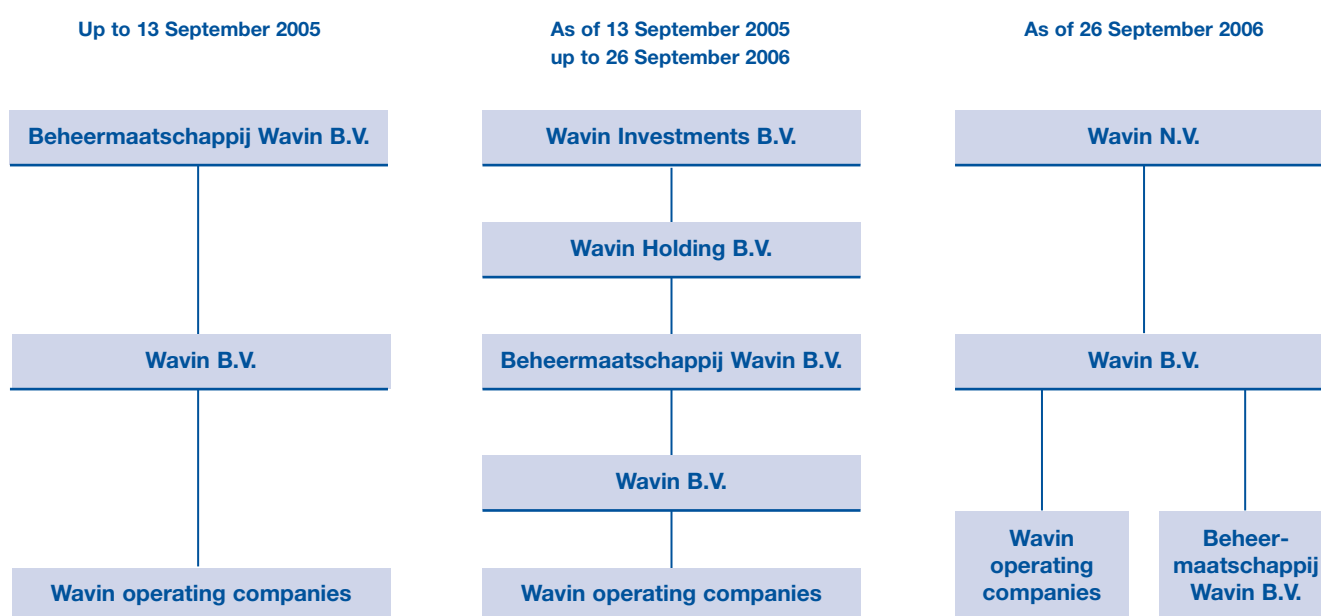 Up to 13 September 2005
Beheermaatschappij Wavin B.V.
Wavin B.V.
Wavin operating companies
As of 13 September 2005
up to 26 September 2006
Wavin Investments B.V.
Wavin Holding B.V.
Beheermaatschappij Wavin B.V.
Wavin B.V.
Wavin operating companies
As of 26 September 2006
Wavin N.V.
Wavin B.V.
Wavin
operating
companies
Beheer-
maatschappij
Wavin B.V.